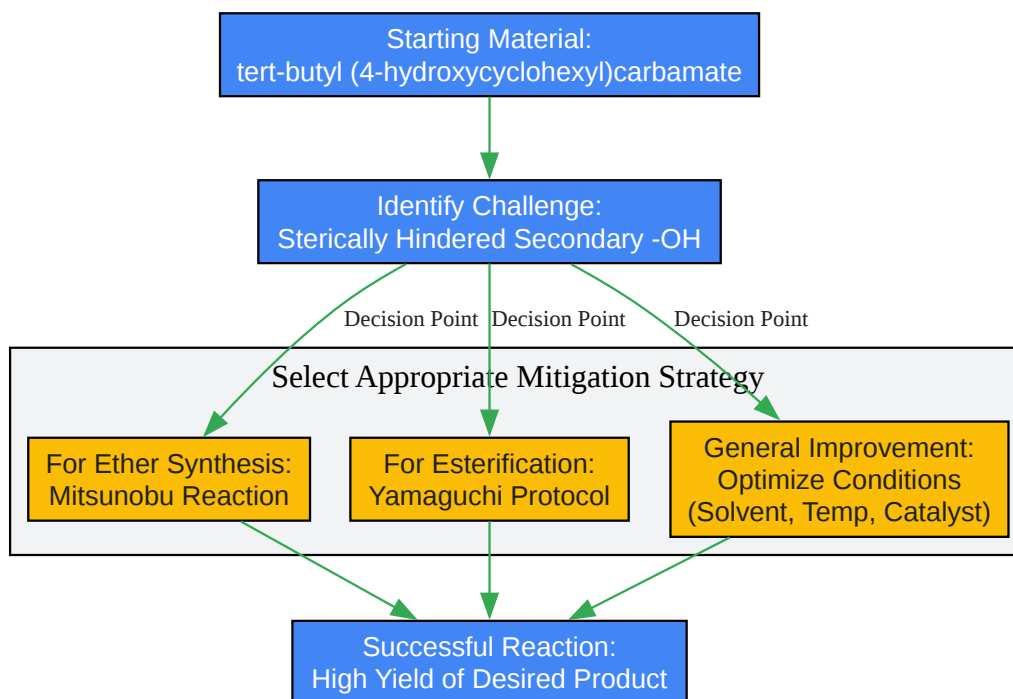 Starting Material:
tert-butyl (4-hydroxycyclohexyl)carbamate
Identify Challenge:
Sterically Hindered Secondary -OH
Decision Point
Decision Point
Decision Point
Select Appropriate Mitigation Strategy
For Ether Synthesis:
Mitsunobu Reaction
For Esterification:
Yamaguchi Protocol
General Improvement:
Optimize Conditions
(Solvent, Temp, Catalyst)
Successful Reaction:
High Yield of Desired Product